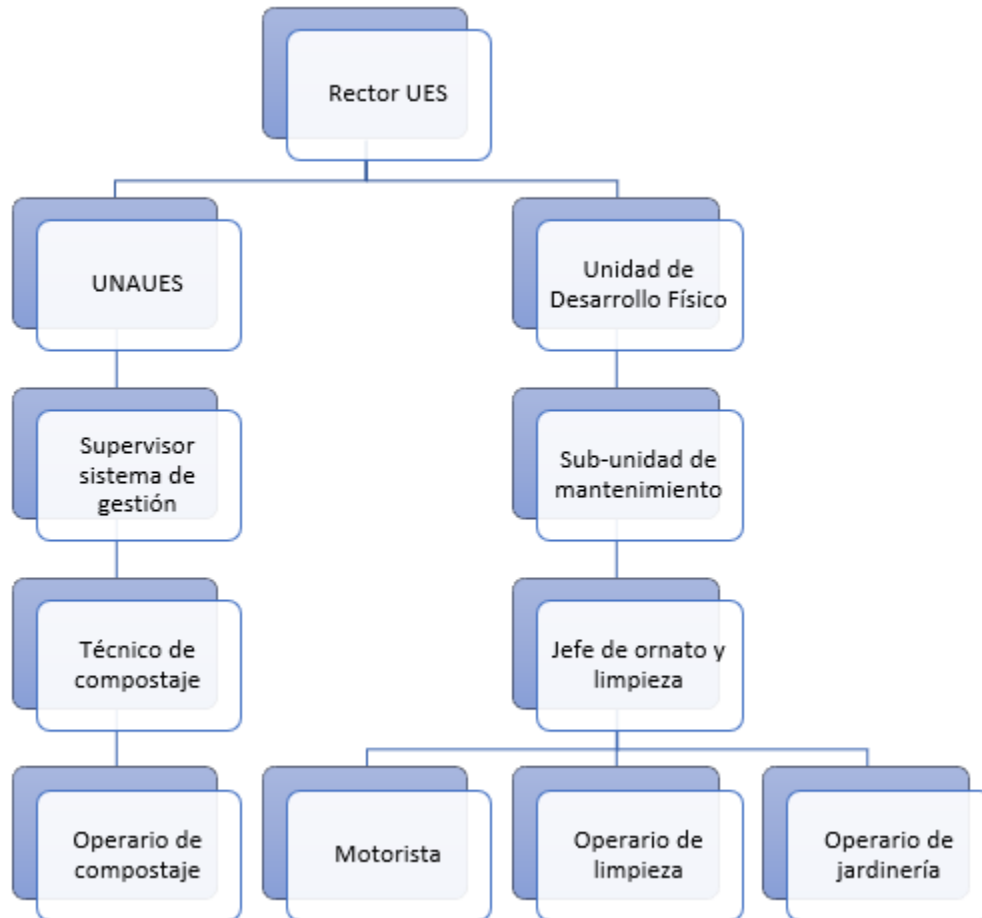 Rector UES
UNAUES
Unidad de
Desarrollo Físico
Supervisor
sistema de
gestión
Sub-unidad de
mantenimiento
Técnico de
compostaje
Jefe de ornato y
limpieza
Operario de
compostaje
Motorista
Operario de
limpieza
Operario de
jardinería